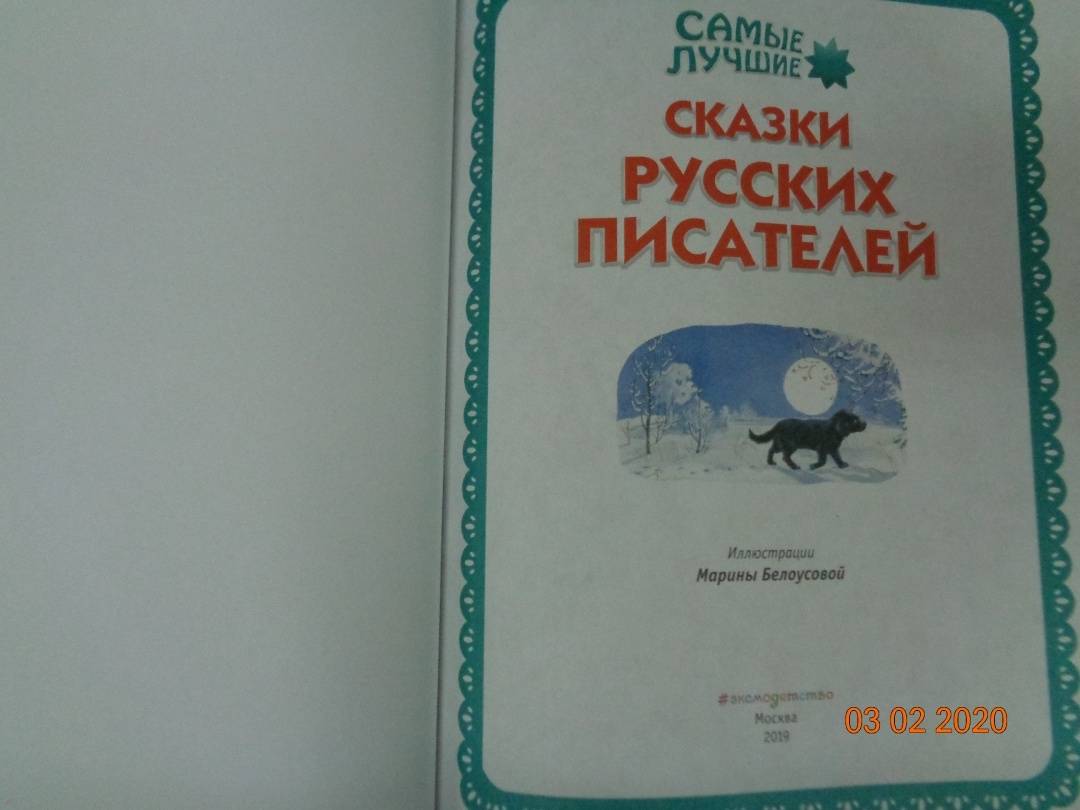 САМЫЕ
ЛУЧШИЕ
СКАЗКИ
РУССКИХ
ПИСАТЕЛЕЙ
Иллюстрации
Марины Белоусовой
#эксмодетство
Москва
2019
03 02 2020